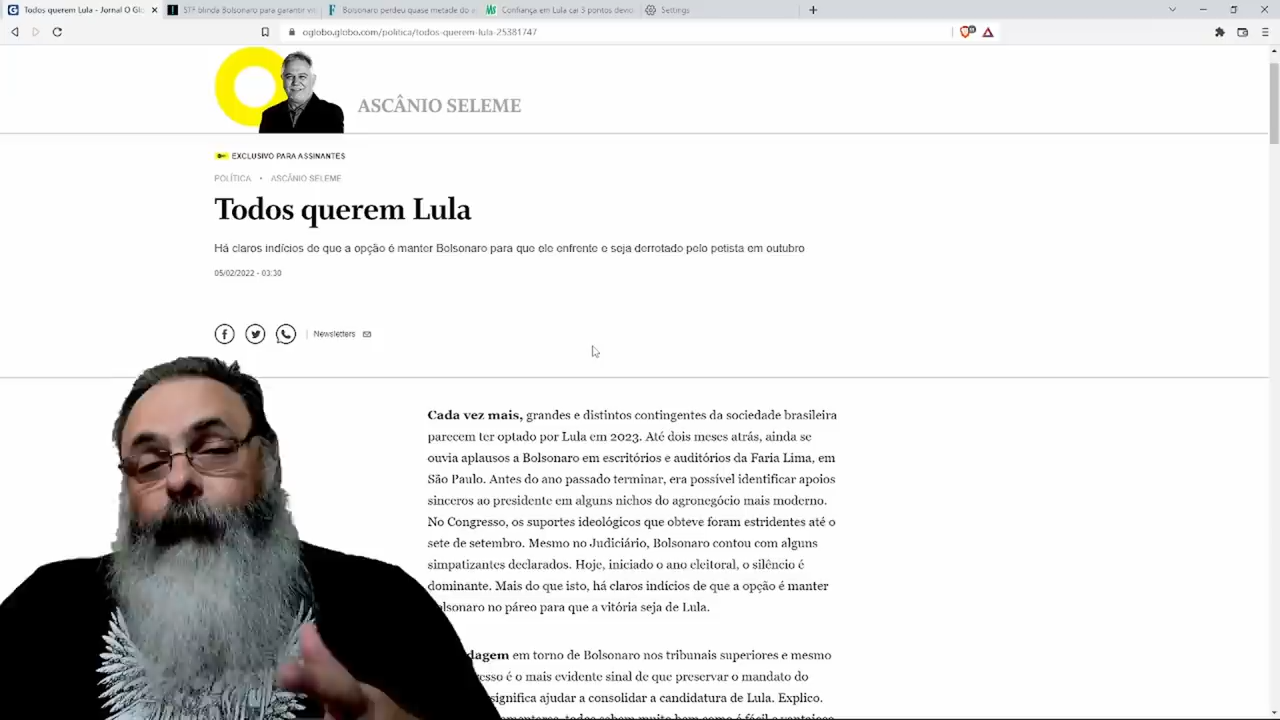 Todos querem Lula - Jornal O Glo
STF blinda Bolsonaro para garantir vi
Bolsonaro perdeu quase metade do a
Confiança em Lula cai 3 pontos
Settings
oglobo.globo.com/politica/todos-querem-lula-25381747
ASCÂNIO SELEME
EXCLUSIVO PARA ASSINANTES
POLÍTICA • ASCÂNIO SELEME
Todos querem Lula
Há claros indícios de que a opção é manter Bolsonaro para que ele enfrente e seja derrotado pelo petista em outubro
05/02/2022 - 03:30
Newsletters
Cada vez mais, grandes e distintos contingentes da sociedade brasileira
parecem ter optado por Lula em 2023. Até dois meses atrás, ainda se
ouvia aplausos a Bolsonaro em escritórios e auditórios da Faria Lima, em
São Paulo. Antes do ano passado terminar, era possível identificar apoios
sinceros ao presidente em alguns nichos do agronegócio mais moderno.
No Congresso, os suportes ideológicos que obteve foram estridentes até o
sete de setembro. Mesmo no Judiciário, Bolsonaro contou com alguns
simpatizantes declarados. Hoje, iniciado o ano eleitoral, o silêncio é
dominante. Mais do que isto, há claros indícios de que a opção é manter
olsonaro no páreo para que a vitória seja de Lula.
dagem em torno de Bolsonaro nos tribunais superiores e mesmo
esso é o mais evidente sinal de que preservar o mandato do
significa ajudar a consolidar a candidatura de Lula. Explico.